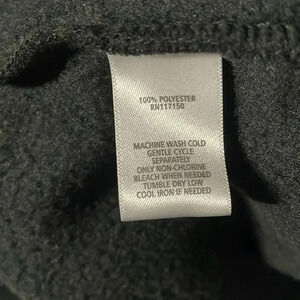 100% POLYESTER
RN117150
MACHINE WASH COLD
GENTLE CYCLE
SEPARATELY
ONLY NON-CHLORINE
BLEACH WHEN NEEDED
TUMBLE DRY LOW
COOL IRON IF NEEDED